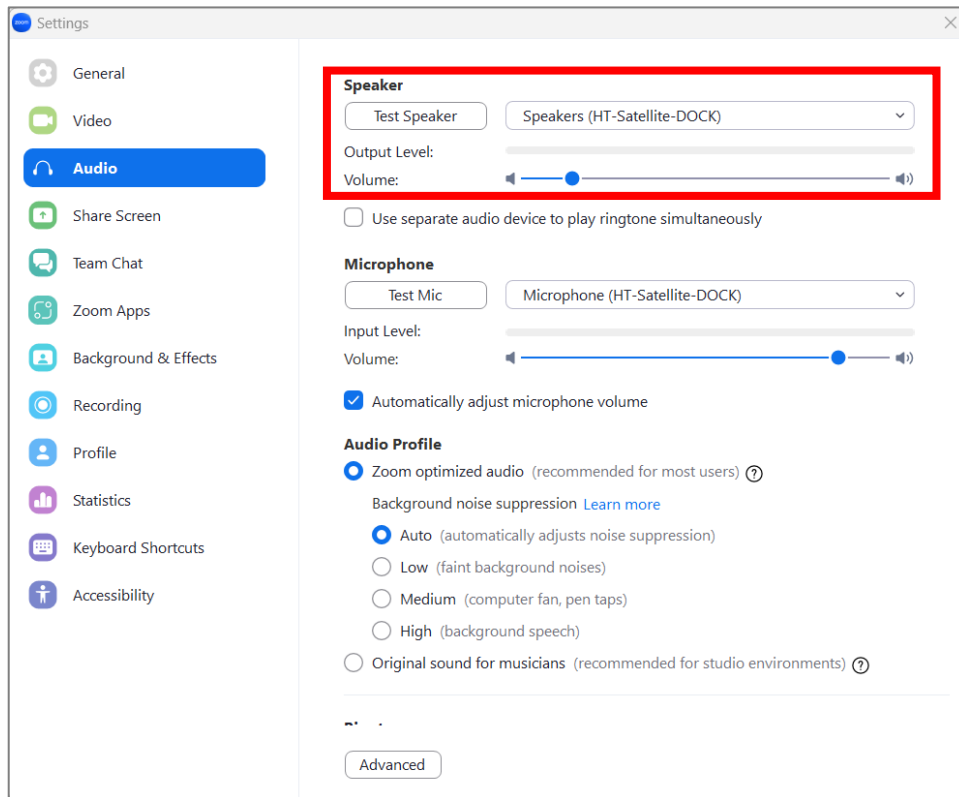 zoom Settings
General
Video
Audio
Share Screen
Team Chat
Zoom Apps
Background & Effects
Recording
Profile
Statistics
Keyboard Shortcuts
Accessibility
Speaker
Test Speaker Speakers (HT-Satellite-DOCK)
Output Level:
Volume:
Use separate audio device to play ringtone simultaneously
Microphone
Test Mic Microphone (HT-Satellite-DOCK)
Input Level:
Volume:
Automatically adjust microphone volume
Audio Profile
Zoom optimized audio (recommended for most users) ?
Background noise suppression Learn more
Auto (automatically adjusts noise suppression)
Low (faint background noises)
Medium (computer fan, pen taps)
High (background speech)
Original sound for musicians (recommended for studio environments) ?
Advanced